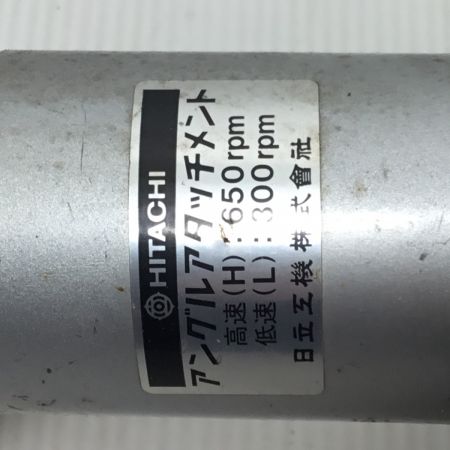 HITACHI
アングルアタッチメント
高速(H):650rpm
低速(L):300rpm
日立工機株式會社